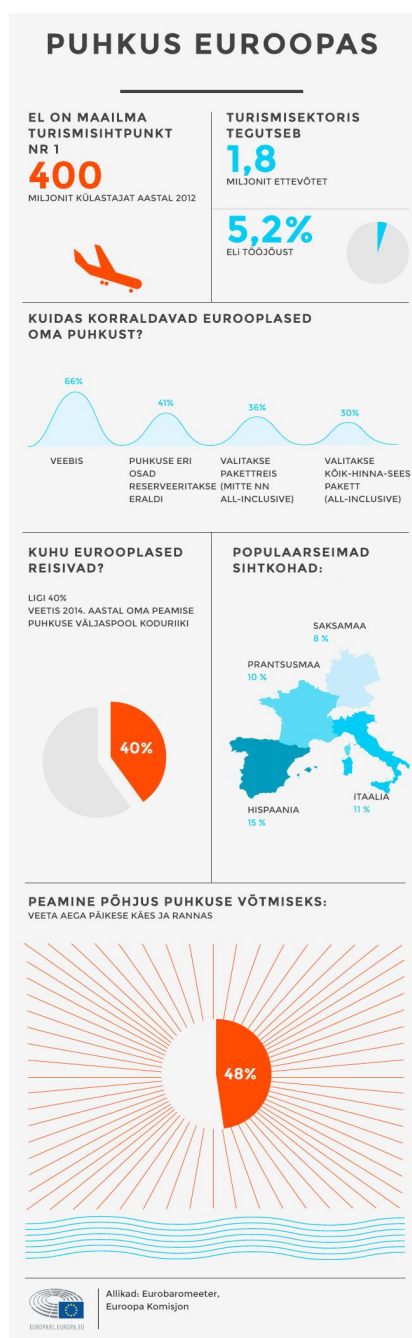 PUHKUS EUROOPAS
EL ON MAAILMA
TURISMISIHTPUNKT
NR 1
400
MILJONIT KÜLASTAJAT AASTAL 2012
TURISMISEKTORIS
TEGUTSEB
1,8
MILJONIT ETTEVÕTET
5,2%
ELi TÖÖJÕUST
KUIDAS KORRALDAVAD EUROOPLASED
OMA PUHKUST?
66%
VEEBIS
41%
PUHKUSE ERI
OSAD
RESERVEERITAKSE
ERALDI
36%
VALITAKSE
PAKETTREIS
(MITTE NN
ALL-INCLUSIVE)
30%
VALITAKSE
KÕIK-HINNA-SEES
PAKETT
(ALL-INCLUSIVE)
KUHU EUROOPLASED
REISIVAD?
LIGI 40%
VEETIS 2014. AASTAL OMA PEAMISE
PUHKUSE VÄLJASPOOL KODURIIKI
40%
POPULAARSEIMAD
SIHTKOHAD:
SAKSAMAA
8 %
PRANTSUSMAA
10 %
ITAALIA
11 %
HISPAANIA
15 %
PEAMINE PÕHJUS PUHKUSE VÕTMISEKS:
VEETA AEGA PÄIKESE KÄES JA RANNAS
48%
EUROPARL.EUROPA.EU
Allikad: Eurobaromeeter,
Euroopa Komisjon